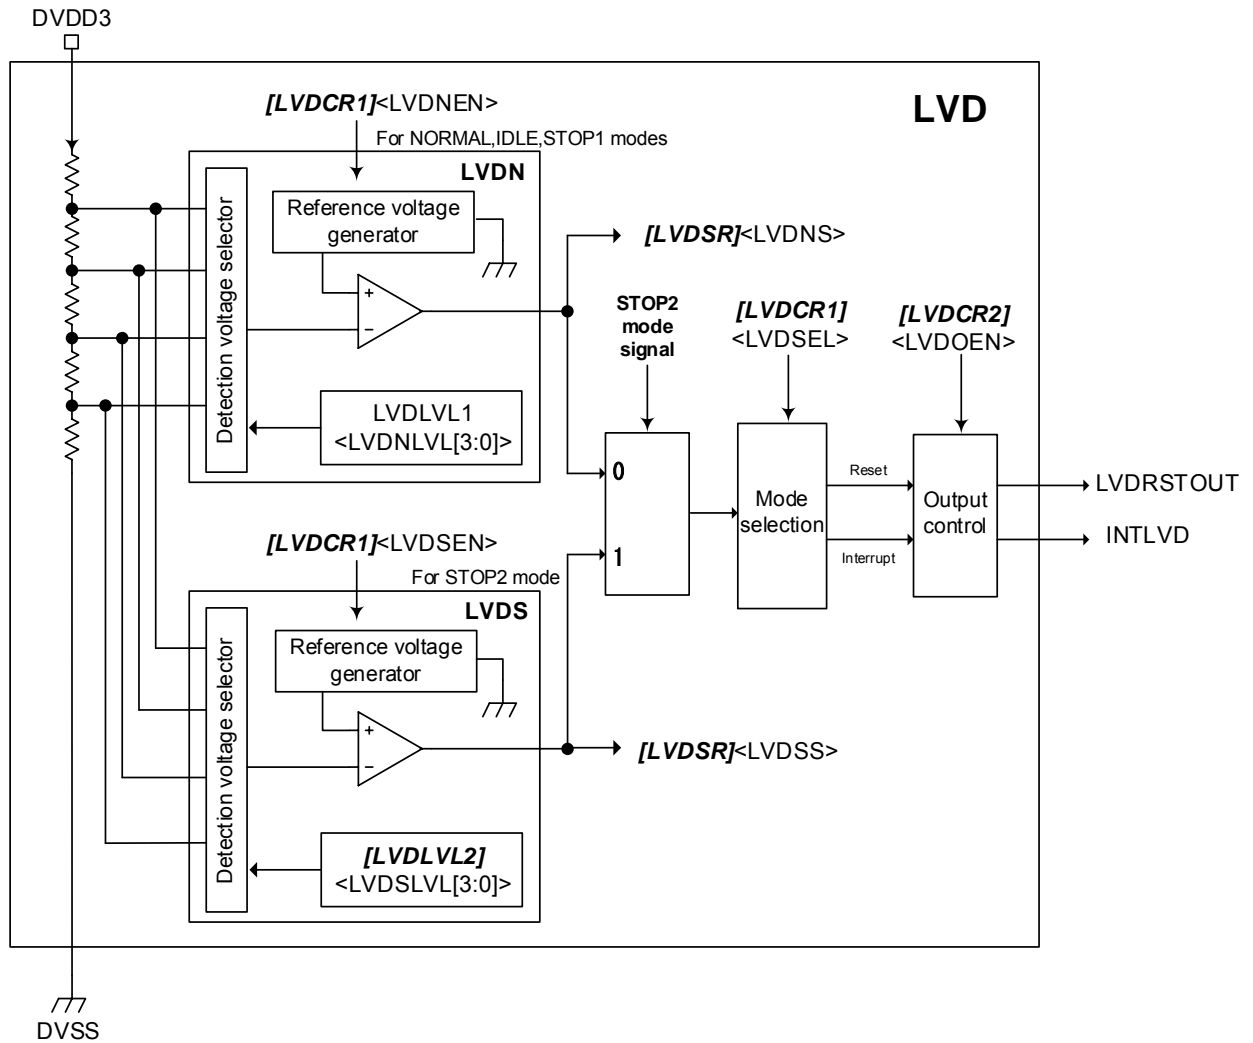 DVDD3
LVD
[LVDCR1]<LVDNEN>
For NORMAL,IDLE,STOP1 modes
LVDN
Detection voltage selector
Reference voltage
generator
+
−
LVDLVL1
<LVDNLVL[3:0]>
[LVDSR]<LVDNS>
STOP2
mode
signal
[LVDCR1]
<LVDSEL>
[LVDCR2]
<LVDOEN>
0
1
Mode
selection
Reset
Interrupt
Output
control
LVDRSTOUT
INTLVD
[LVDCR1]<LVDSEN>
For STOP2 mode
LVDS
Detection voltage selector
Reference voltage
generator
+
−
[LVDLVL2]
<LVDSLVL[3:0]>
[LVDSR]<LVDSS>
DVSS